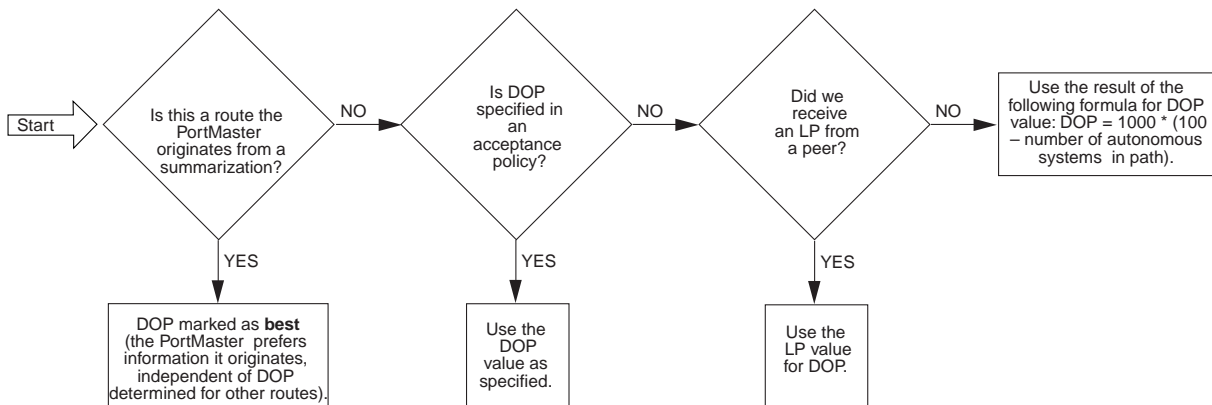 Start
Is this a route the
PortMaster
originates from a
summarization?
NO
Is DOP
specified in
an
acceptance
policy?
NO
Did we
receive
an LP from
a peer?
NO
Use the result of the
following formula for DOP
value: DOP = 1000 * (100
– number of autonomous
systems in path).
YES
YES
YES
DOP marked as best
(the PortMaster prefers
information it originates,
independent of DOP
determined for other routes).
Use the
DOP
value as
specified.
Use the
LP value
for DOP.